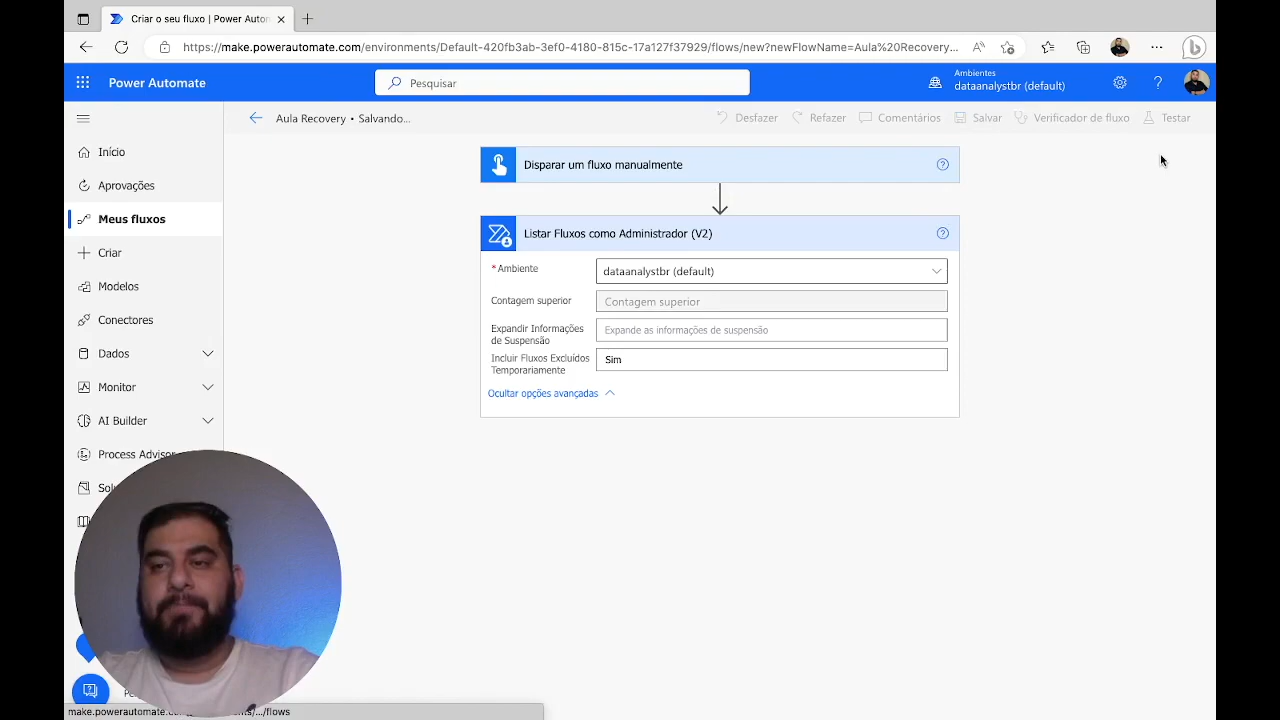 Criar o seu fluxo | Power Auton
https://make.powerautomate.com/environments/Default-420fb3ab-3ef0-4180-815c-17a127f37929/flows/new?newFlowName=Aula%20Recovery...
Power Automate
Pesquisar
Ambientes
dataanalystbr (default)
Aula Recovery • Salvando...
Desfazer
Refazer
Comentários
Salvar
Verificador de fluxo
Testar
Início
Aprovações
Meus fluxos
Criar
Modelos
Conectores
Dados
Monitor
AI Builder
Process Advisor
Disparar um fluxo manualmente
Listar Fluxos como Administrador (V2)
* Ambiente
dataanalystbr (default)
Contagem superior
Contagem superior
Expandir Informações
de Suspensão
Expande as informações de suspensão
Incluir Fluxos Excluídos
Temporariamente
Sim
Ocultar opções avançadas